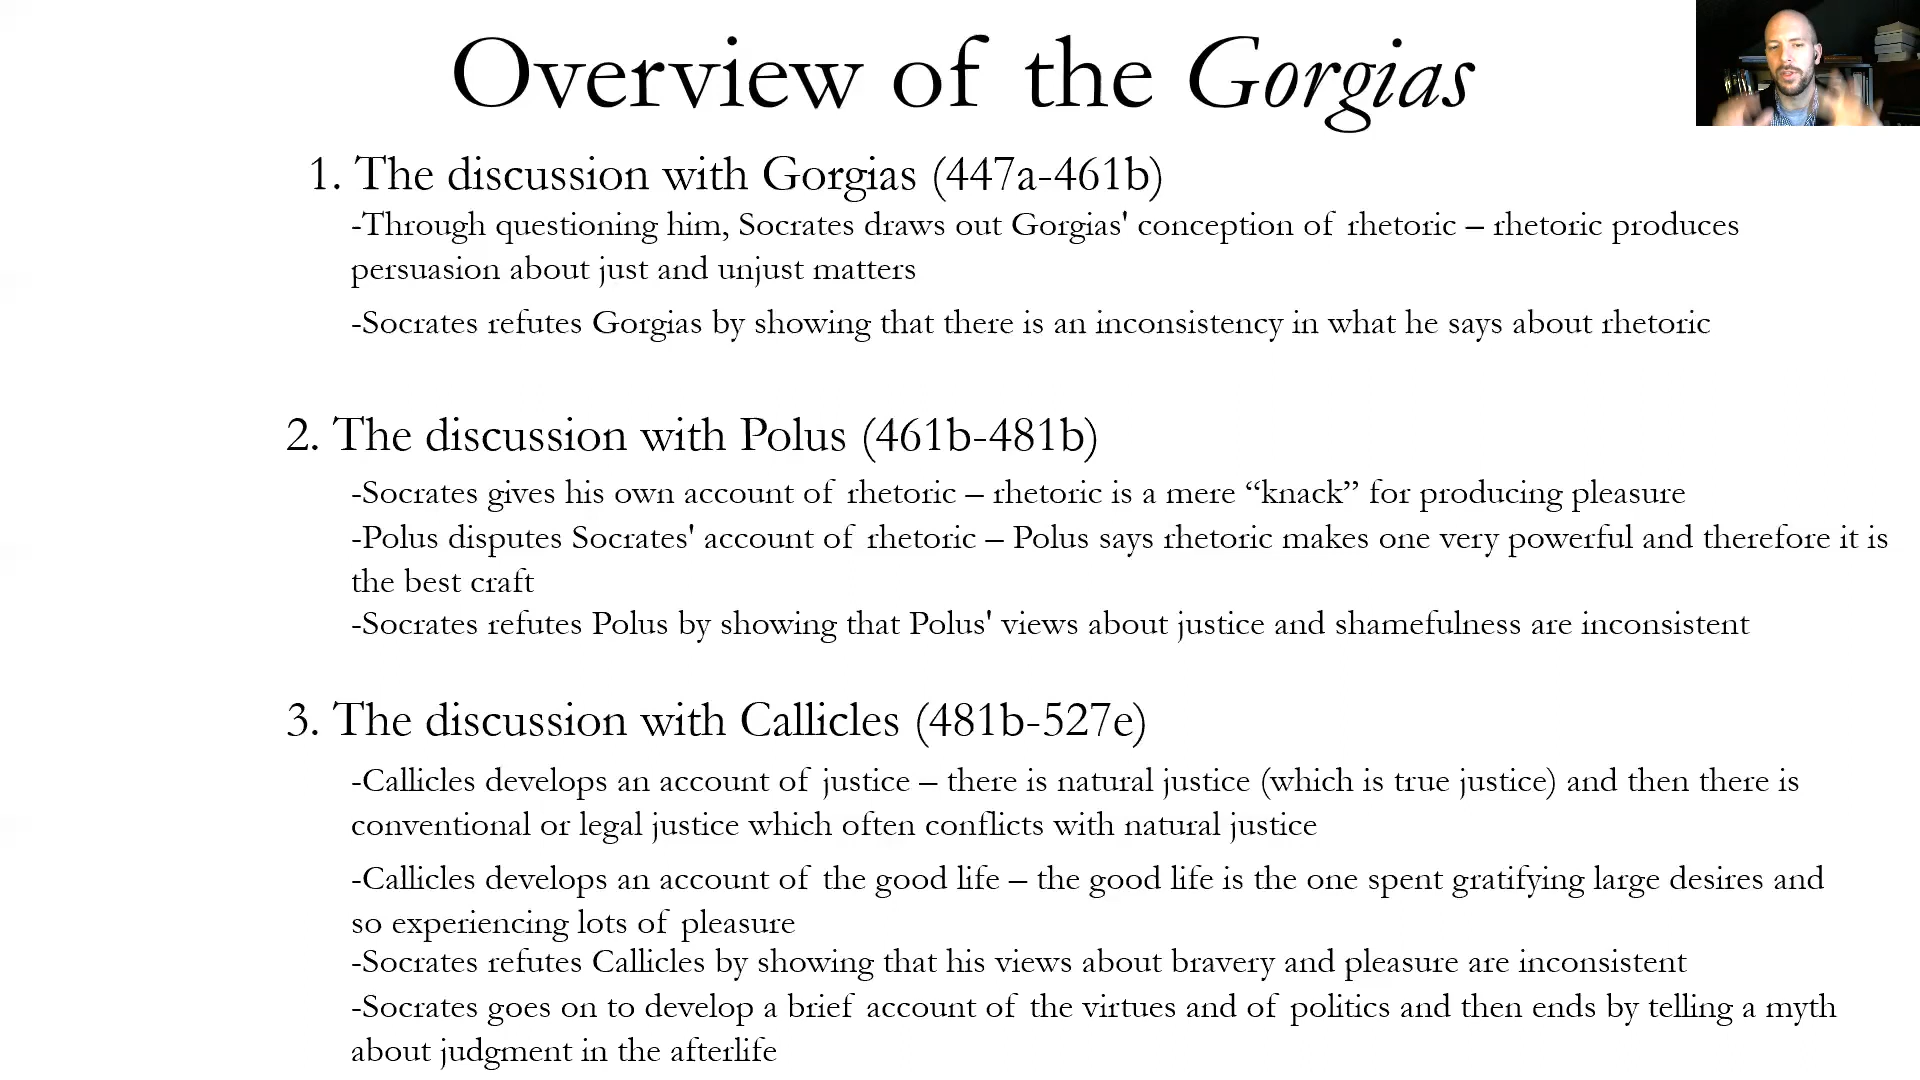 Overview of the Gorgias
1. The discussion with Gorgias (447a-461b)
-Through questioning him, Socrates draws out Gorgias' conception of rhetoric – rhetoric produces
persuasion about just and unjust matters
-Socrates refutes Gorgias by showing that there is an inconsistency in what he says about rhetoric
2. The discussion with Polus (461b-481b)
-Socrates gives his own account of rhetoric – rhetoric is a mere “knack” for producing pleasure
-Polus disputes Socrates' account of rhetoric – Polus says rhetoric makes one very powerful and therefore it is
the best craft
-Socrates refutes Polus by showing that Polus' views about justice and shamefulness are inconsistent
3. The discussion with Callicles (481b-527e)
-Callicles develops an account of justice – there is natural justice (which is true justice) and then there is
conventional or legal justice which often conflicts with natural justice
-Callicles develops an account of the good life – the good life is the one spent gratifying large desires and
so experiencing lots of pleasure
-Socrates refutes Callicles by showing that his views about bravery and pleasure are inconsistent
-Socrates goes on to develop a brief account of the virtues and of politics and then ends by telling a myth
about judgment in the afterlife